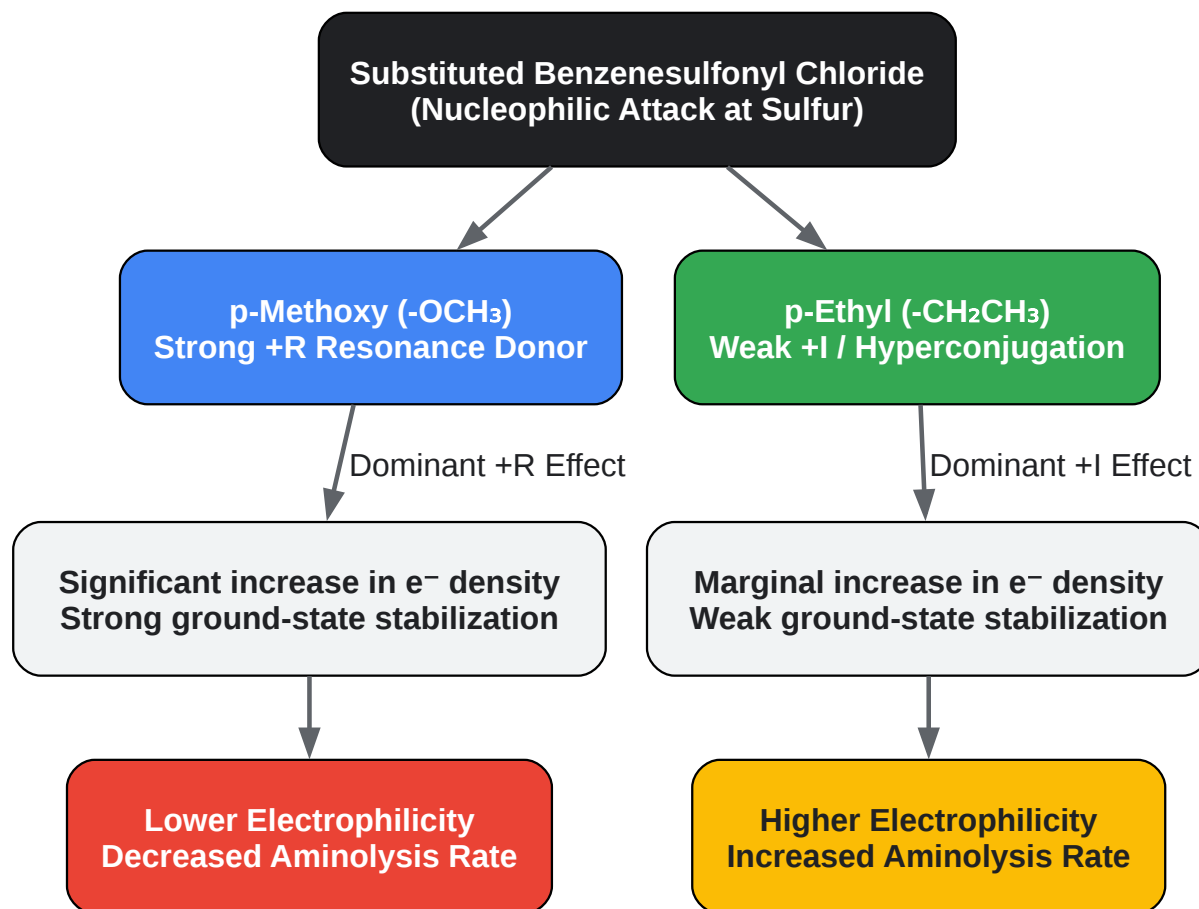 Substituted Benzenesulfonyl Chloride
(Nucleophilic Attack at Sulfur)
p-Methoxy (-OCH₃)
Strong +R Resonance Donor
p-Ethyl (-CH₂CH₃)
Weak +I / Hyperconjugation
Dominant +R Effect
Dominant +I Effect
Significant increase in e⁻ density
Strong ground-state stabilization
Marginal increase in e⁻ density
Weak ground-state stabilization
Lower Electrophilicity
Decreased Aminolysis Rate
Higher Electrophilicity
Increased Aminolysis Rate